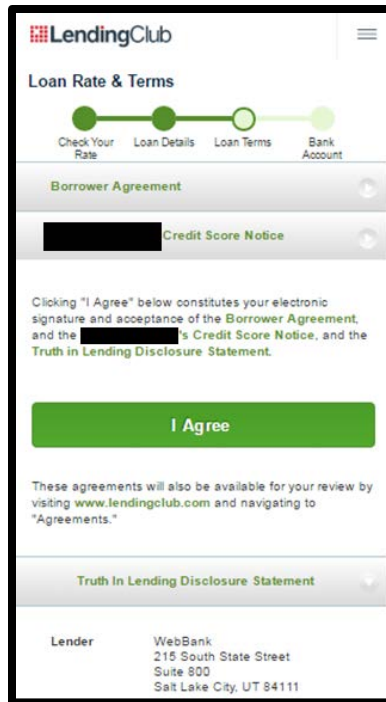 LendingClub
Loan Rate & Terms
Check Your Rate
Loan Details
Loan Terms
Bank Account
Borrower Agreement
Credit Score Notice
Clicking "I Agree" below constitutes your electronic
signature and acceptance of the Borrower Agreement,
and the 's Credit Score Notice, and the
Truth in Lending Disclosure Statement.
I Agree
These agreements will also be available for your review by
visiting www.lendingclub.com and navigating to
"Agreements."
Truth In Lending Disclosure Statement
Lender WebBank
215 South State Street
Suite 800
Salt Lake City, UT 84111